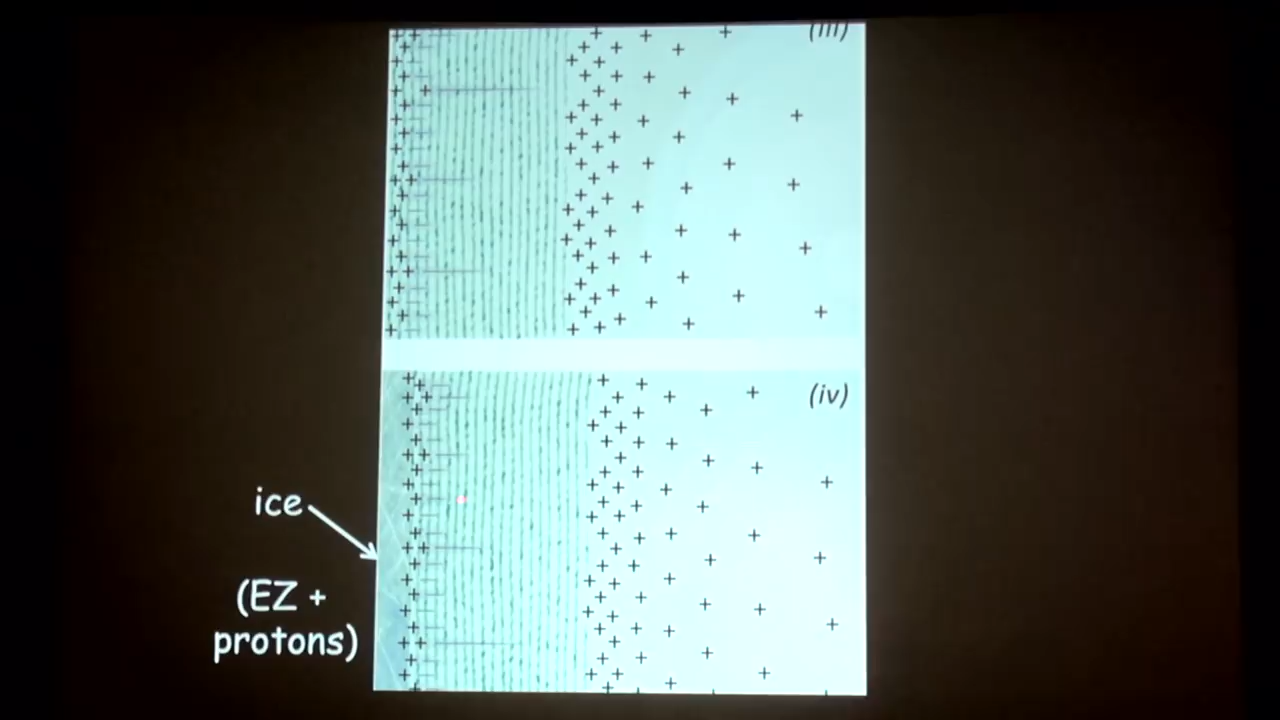 (iii)
(iv)
ice
(EZ +
protons)